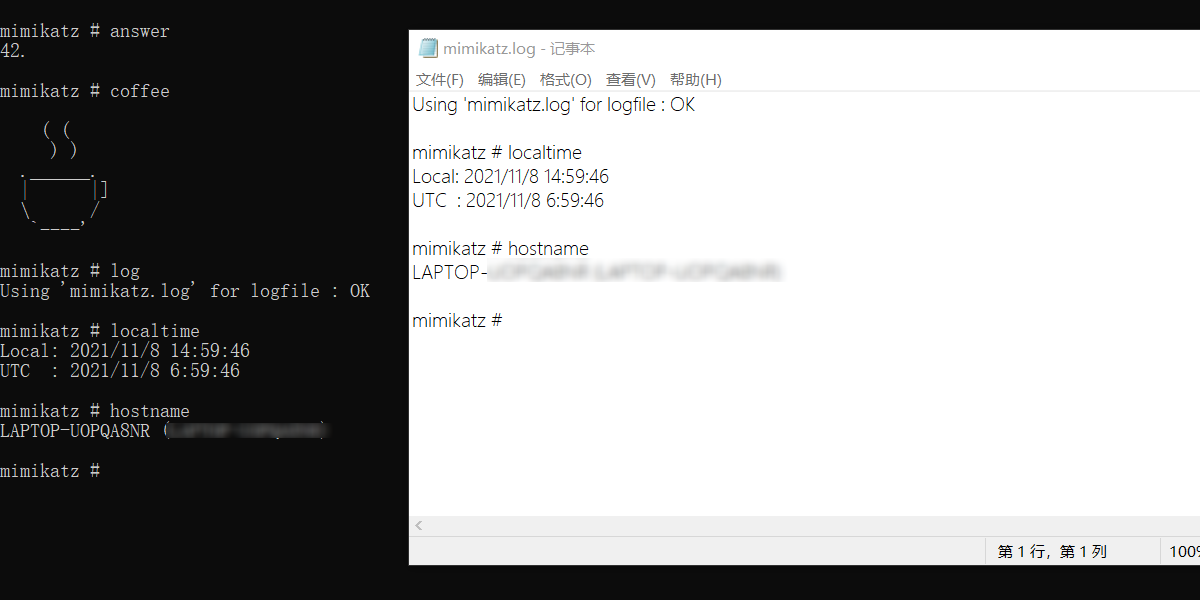 mimikatz # answer
42.
mimikatz # coffee
( (
) )
.______.
|      |]
\      /
`----'
mimikatz # log
Using 'mimikatz.log' for logfile : OK
mimikatz # localtime
Local: 2021/11/8 14:59:46
UTC  : 2021/11/8 6:59:46
mimikatz # hostname
LAPTOP-UOPQA8NR (
mimikatz #
mimikatz.log - 记事本
文件(F) 编辑(E) 格式(O) 查看(V) 帮助(H)
Using 'mimikatz.log' for logfile : OK
mimikatz # localtime
Local: 2021/11/8 14:59:46
UTC  : 2021/11/8 6:59:46
mimikatz # hostname
LAPTOP-
mimikatz #
第 1 行，第 1 列
100%